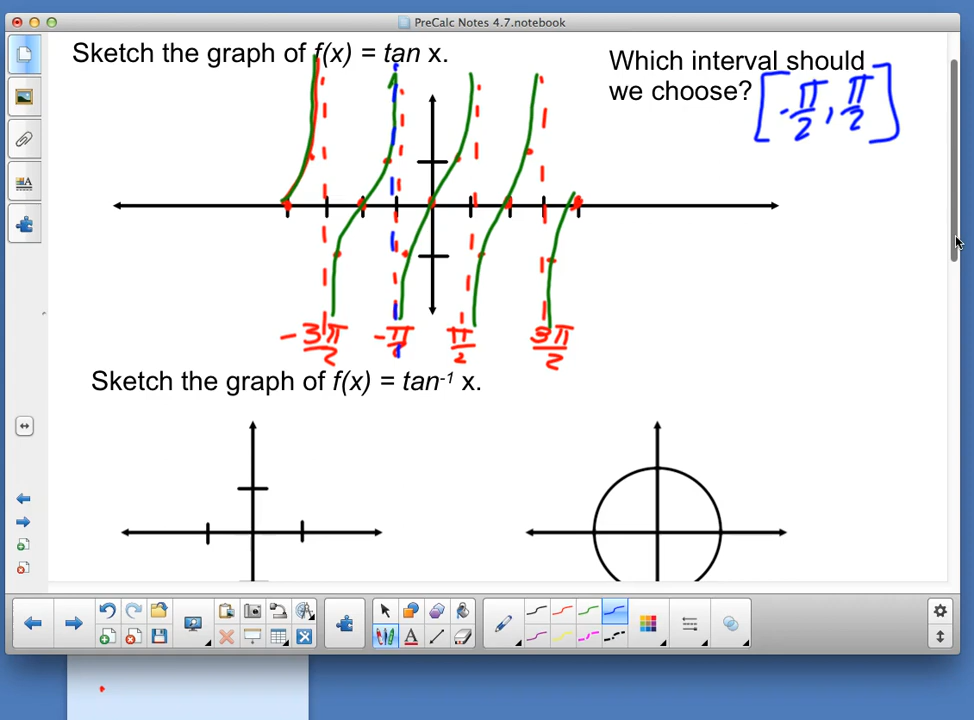 PreCalc Notes 4.7.notebook
Sketch the graph of f(x) = tan x.
Which interval should
we choose? [-π/2, π/2]
-3π/2 -π/2 π/2 3π/2
Sketch the graph of f(x) = tan⁻¹ x.